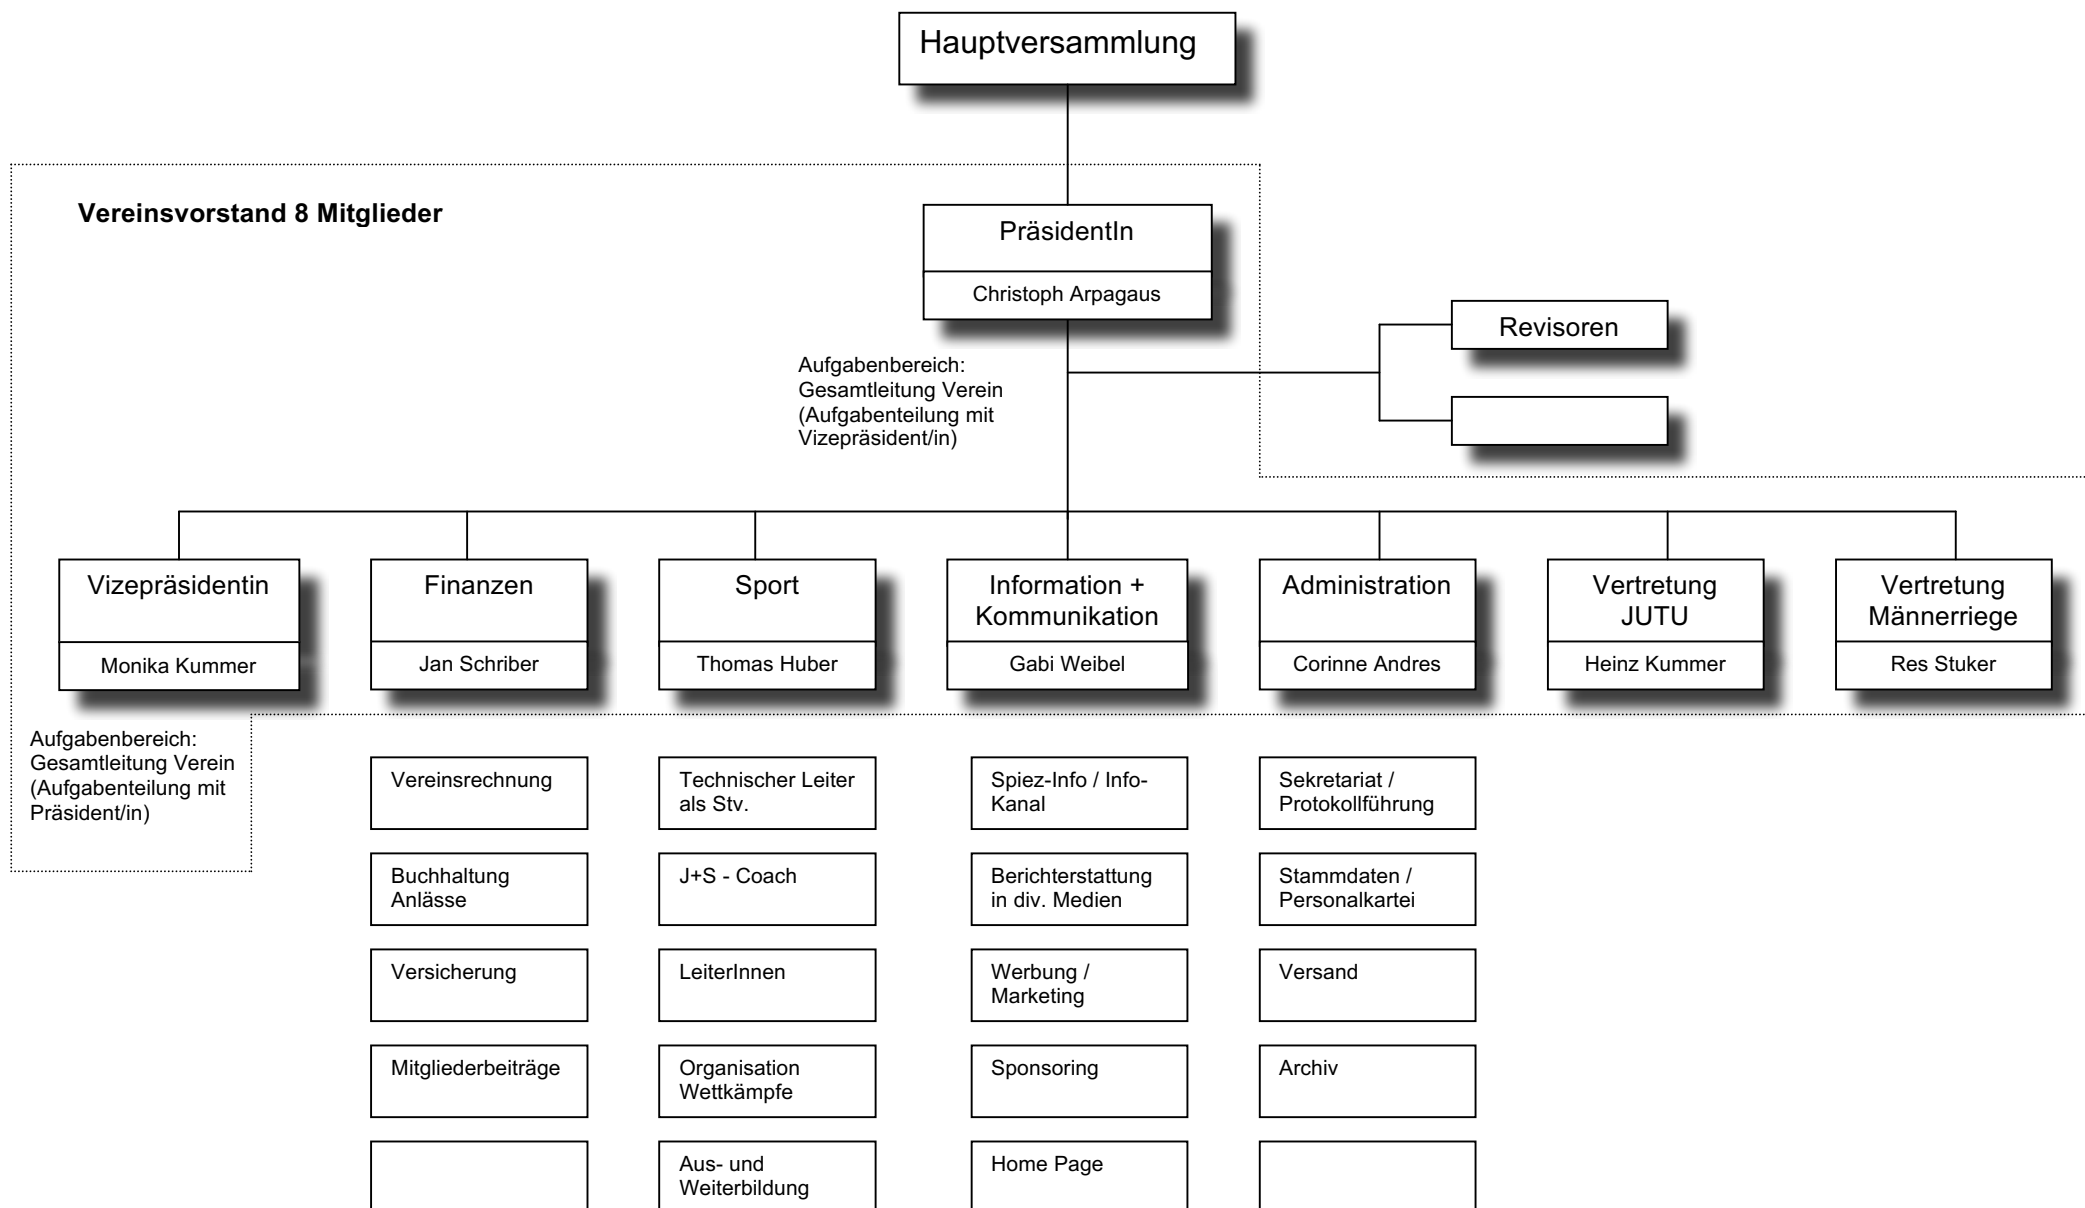 Hauptversammlung
Vereinsvorstand 8 Mitglieder
PräsidentIn
Christoph Arpagaus
Aufgabenbereich:
Gesamtleitung Verein
(Aufgabenteilung mit
Vizepräsident/in)
Revisoren
Vizepräsidentin
Monika Kummer
Finanzen
Jan Schriber
Sport
Thomas Huber
Information +
Kommunikation
Gabi Weibel
Administration
Corinne Andres
Vertretung
JUTU
Heinz Kummer
Vertretung
Männerriege
Res Stuker
Aufgabenbereich:
Gesamtleitung Verein
(Aufgabenteilung mit
Präsident/in)
Vereinsrechnung
Buchhaltung
Anlässe
Versicherung
Mitgliederbeiträge
Technischer Leiter
als Stv.
J+S - Coach
LeiterInnen
Organisation
Wettkämpfe
Aus- und
Weiterbildung
Spiez-Info / Info-
Kanal
Berichterstattung
in div. Medien
Werbung /
Marketing
Sponsoring
Home Page
Sekretariat /
Protokollführung
Stammdaten /
Personalkartei
Versand
Archiv